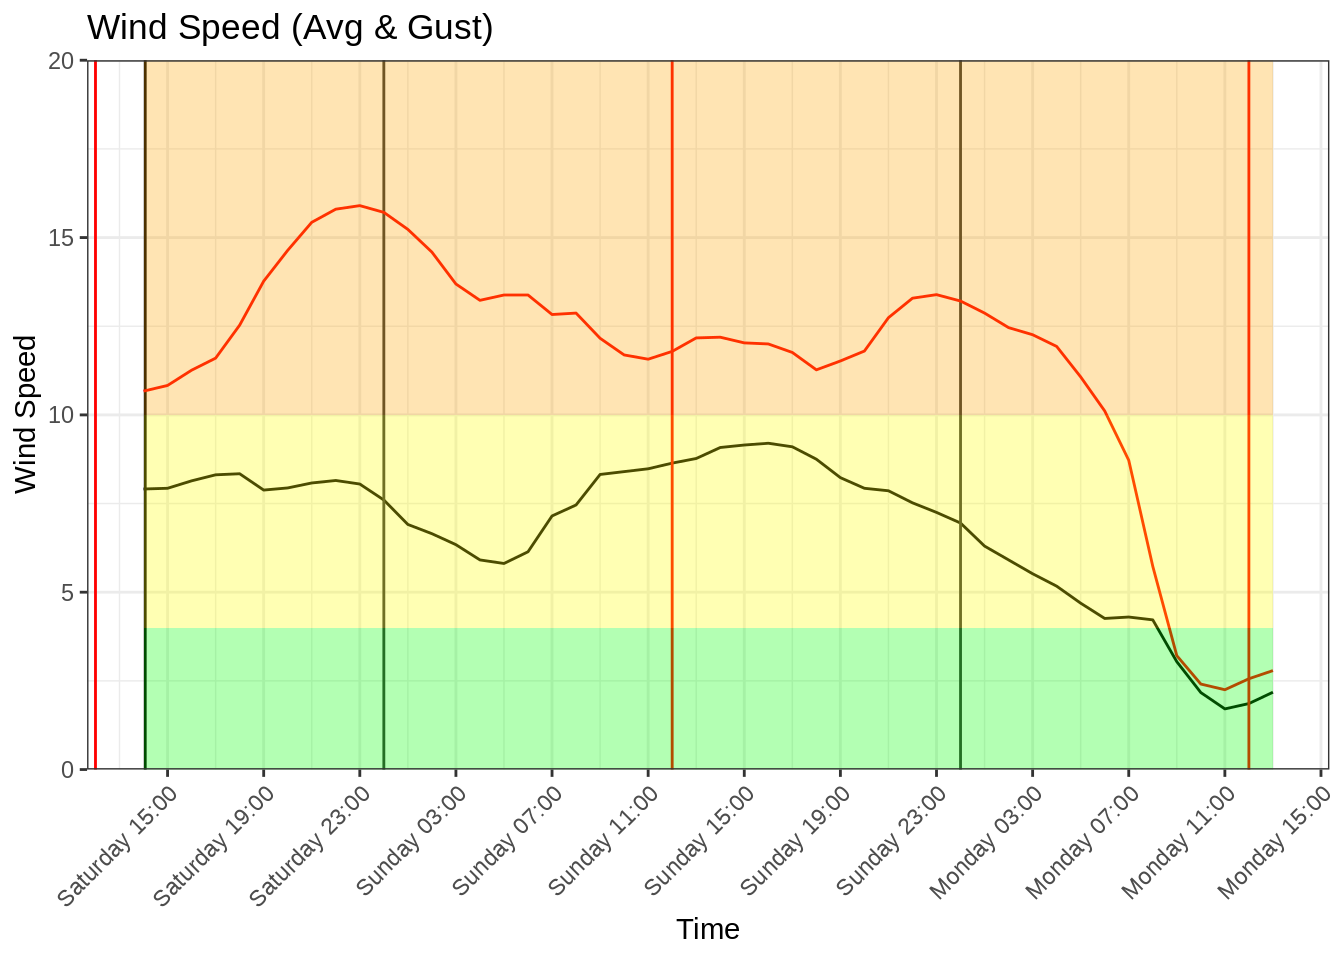 Wind Speed (Avg & Gust)
20
15
10
5
0
Wind Speed
Saturday 15:00
Saturday 19:00
Saturday 23:00
Sunday 03:00
Sunday 07:00
Sunday 11:00
Sunday 15:00
Sunday 19:00
Sunday 23:00
Monday 03:00
Monday 07:00
Monday 11:00
Monday 15:00
Time